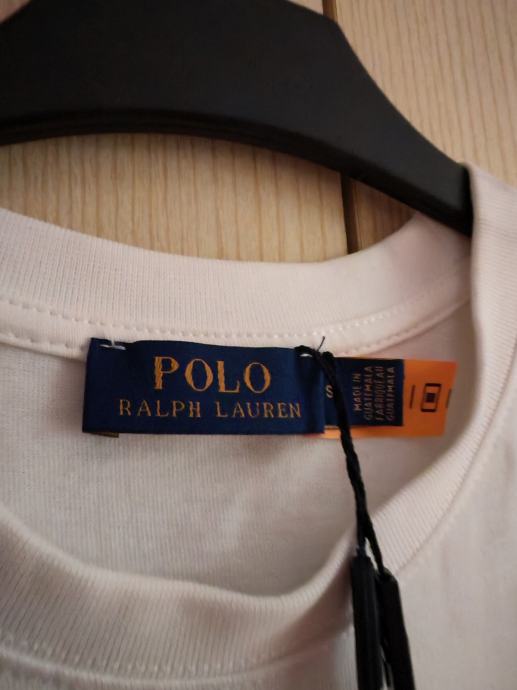 POLO
RALPH LAUREN
S
MADE IN
GUATEMALA
FABRIQUÉ AU
GUATEMALA